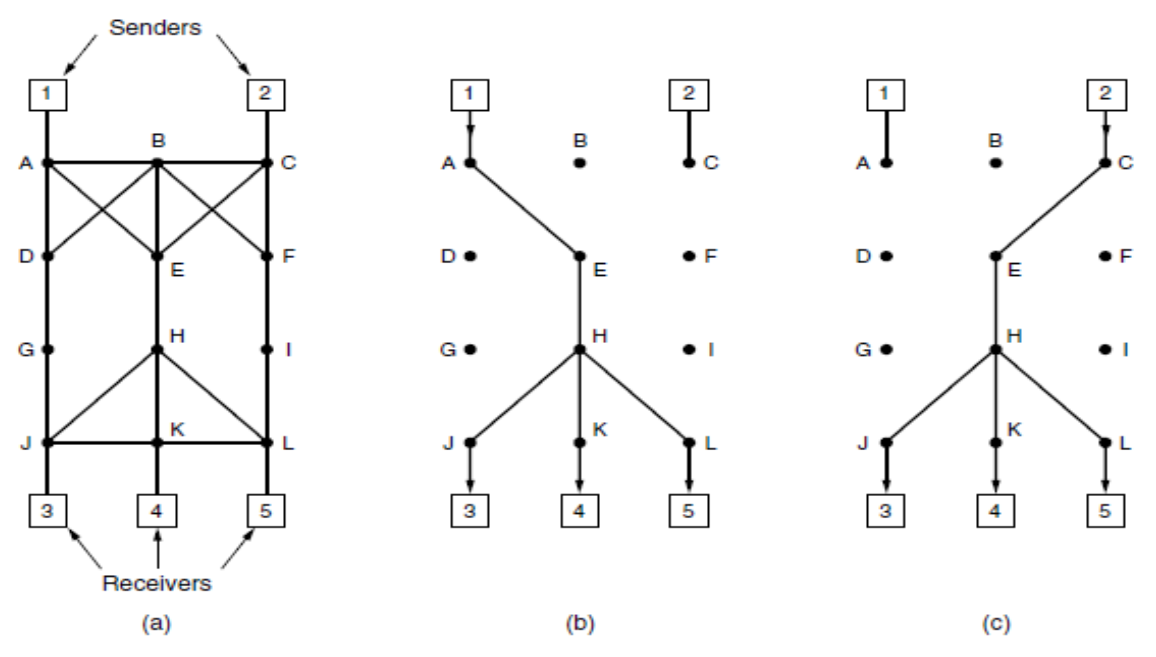 Senders
1 2 1 2 1 2
B B B
A C A C A C
D E F D E F D E F
H H H
G I G I G I
K K K
J L J L J L
3 4 5 3 4 5 3 4 5
Receivers
(a) (b) (c)